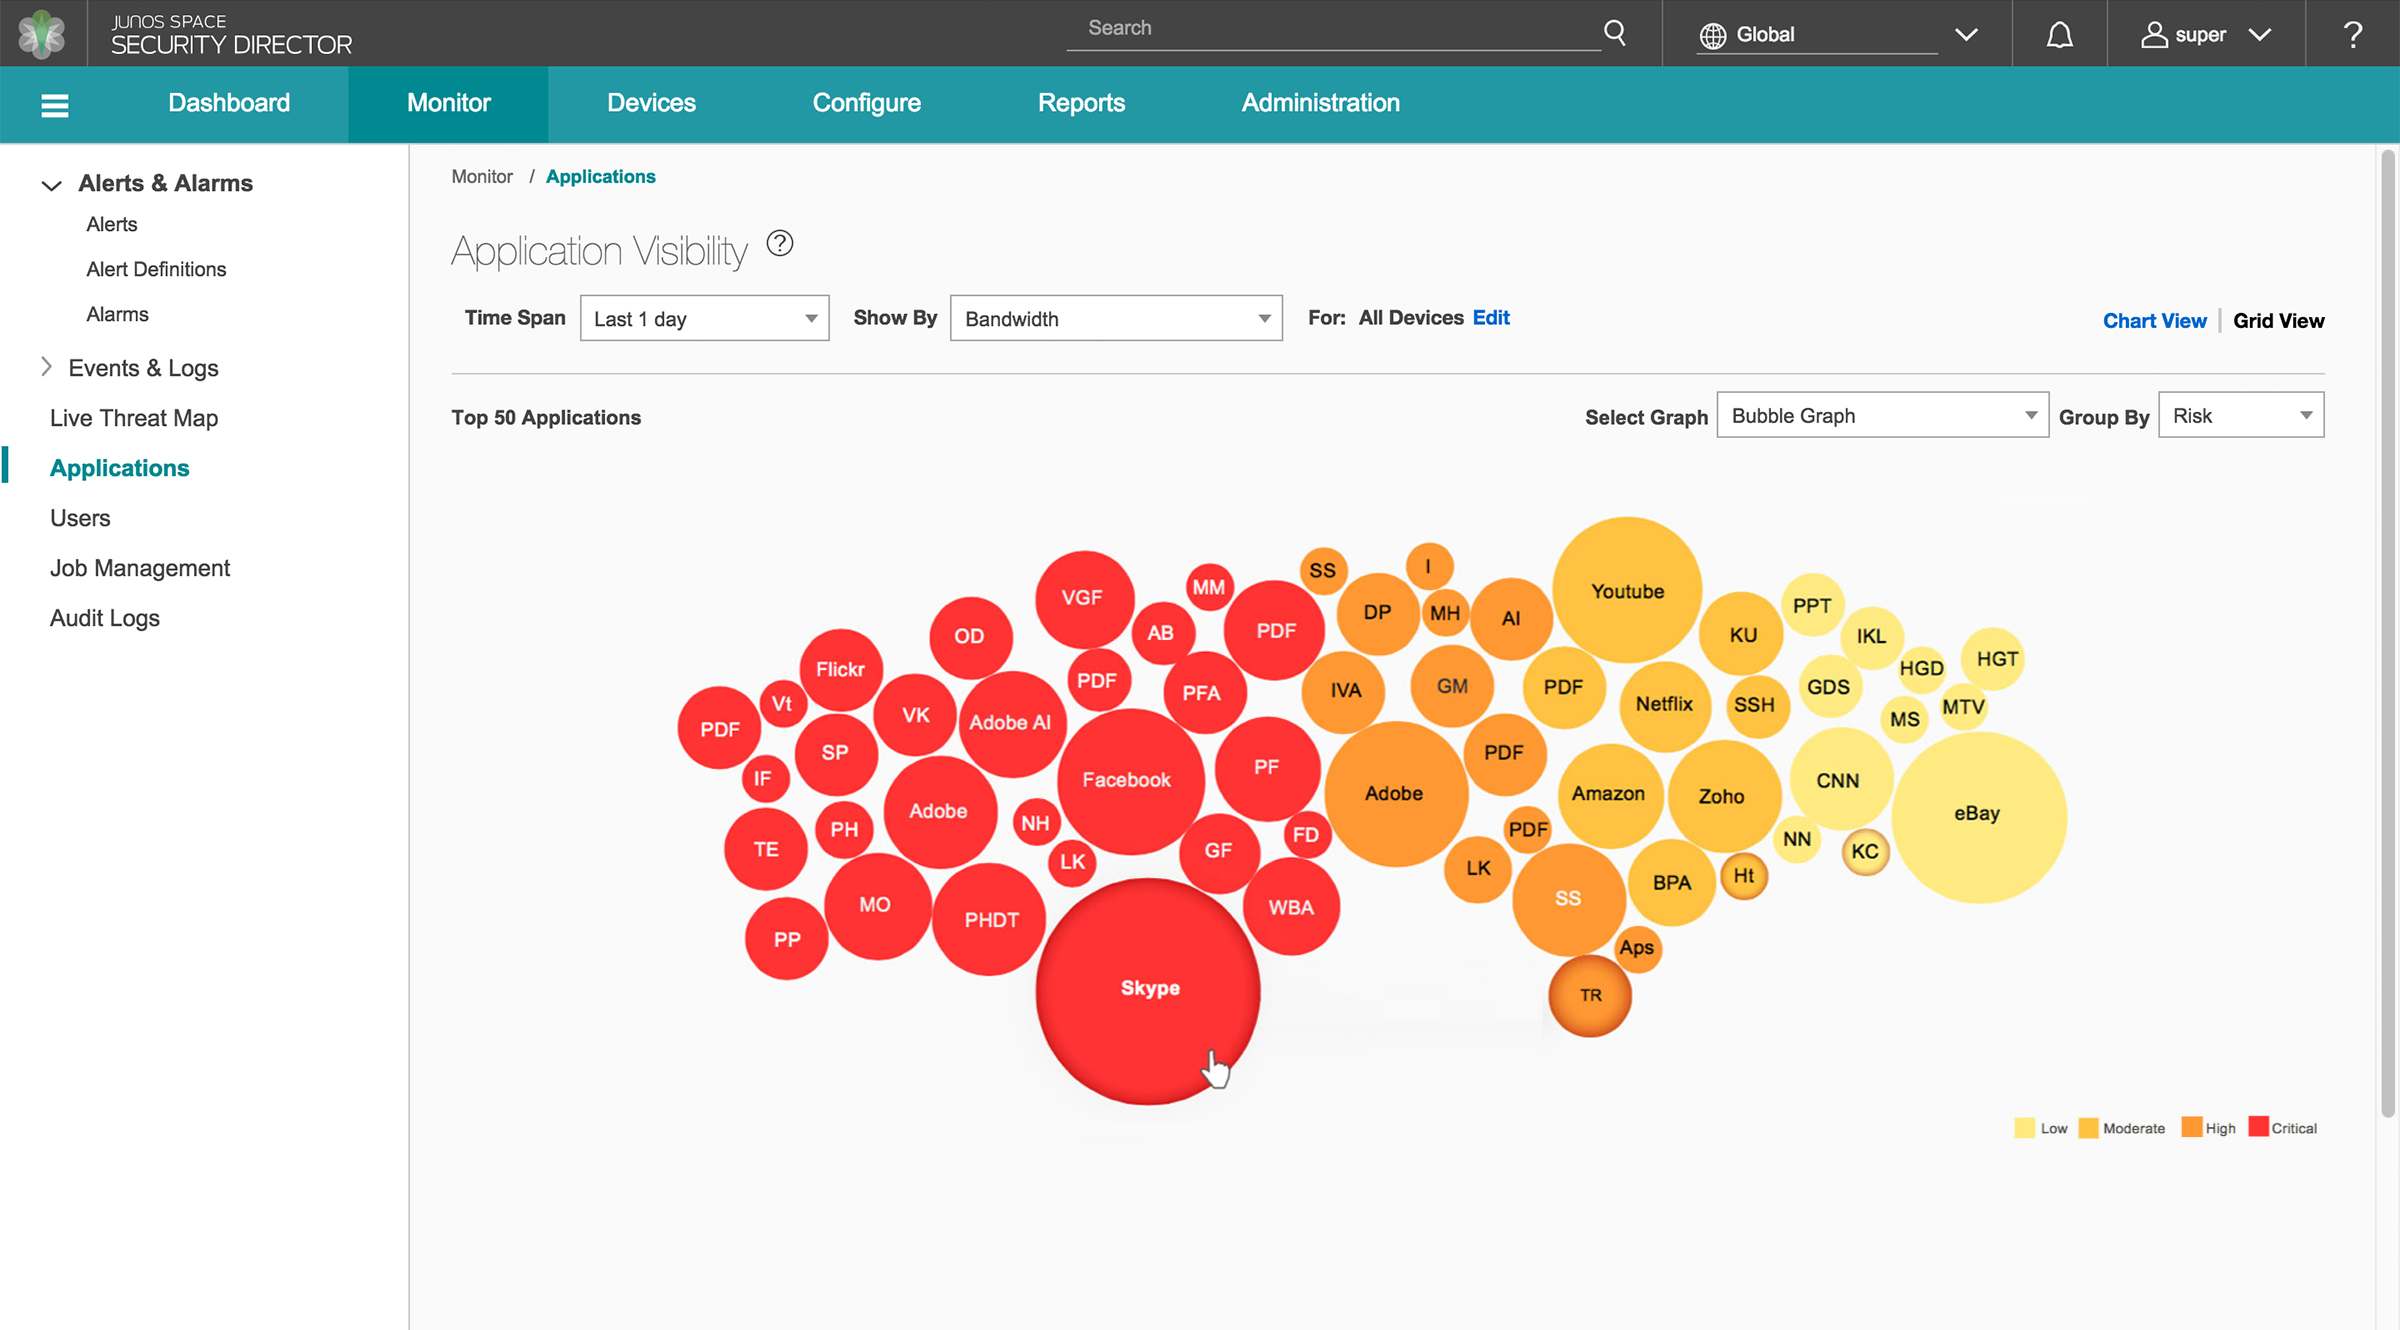 JUNOS SPACE
SECURITY DIRECTOR
Search
Global
super
?
Dashboard Monitor Devices Configure Reports Administration
Alerts & Alarms
Alerts
Alert Definitions
Alarms
Events & Logs
Live Threat Map
Applications
Users
Job Management
Audit Logs
Monitor / Applications
Application Visibility ?
Time Span Last 1 day Show By Bandwidth For: All Devices Edit Chart View | Grid View
Top 50 Applications Select Graph Bubble Graph Group By Risk
VGF
MM
SS
I
Youtube
OD
AB
PDF
DP
MH
AI
KU
PPT
IKL
HGT
Flickr
PDF
PFA
IVA
GM
PDF
Netflix
SSH
GDS
HGD
MTV
MS
PDF
Vt
VK
Adobe AI
SP
IF
Facebook
PF
Adobe
PDF
Amazon
Zoho
CNN
eBay
TE
PH
Adobe
NH
LK
GF
FD
LK
PDF
BPA
Ht
NN
KC
PP
MO
PHDT
Skype
WBA
SS
Aps
TR
Low Moderate High Critical